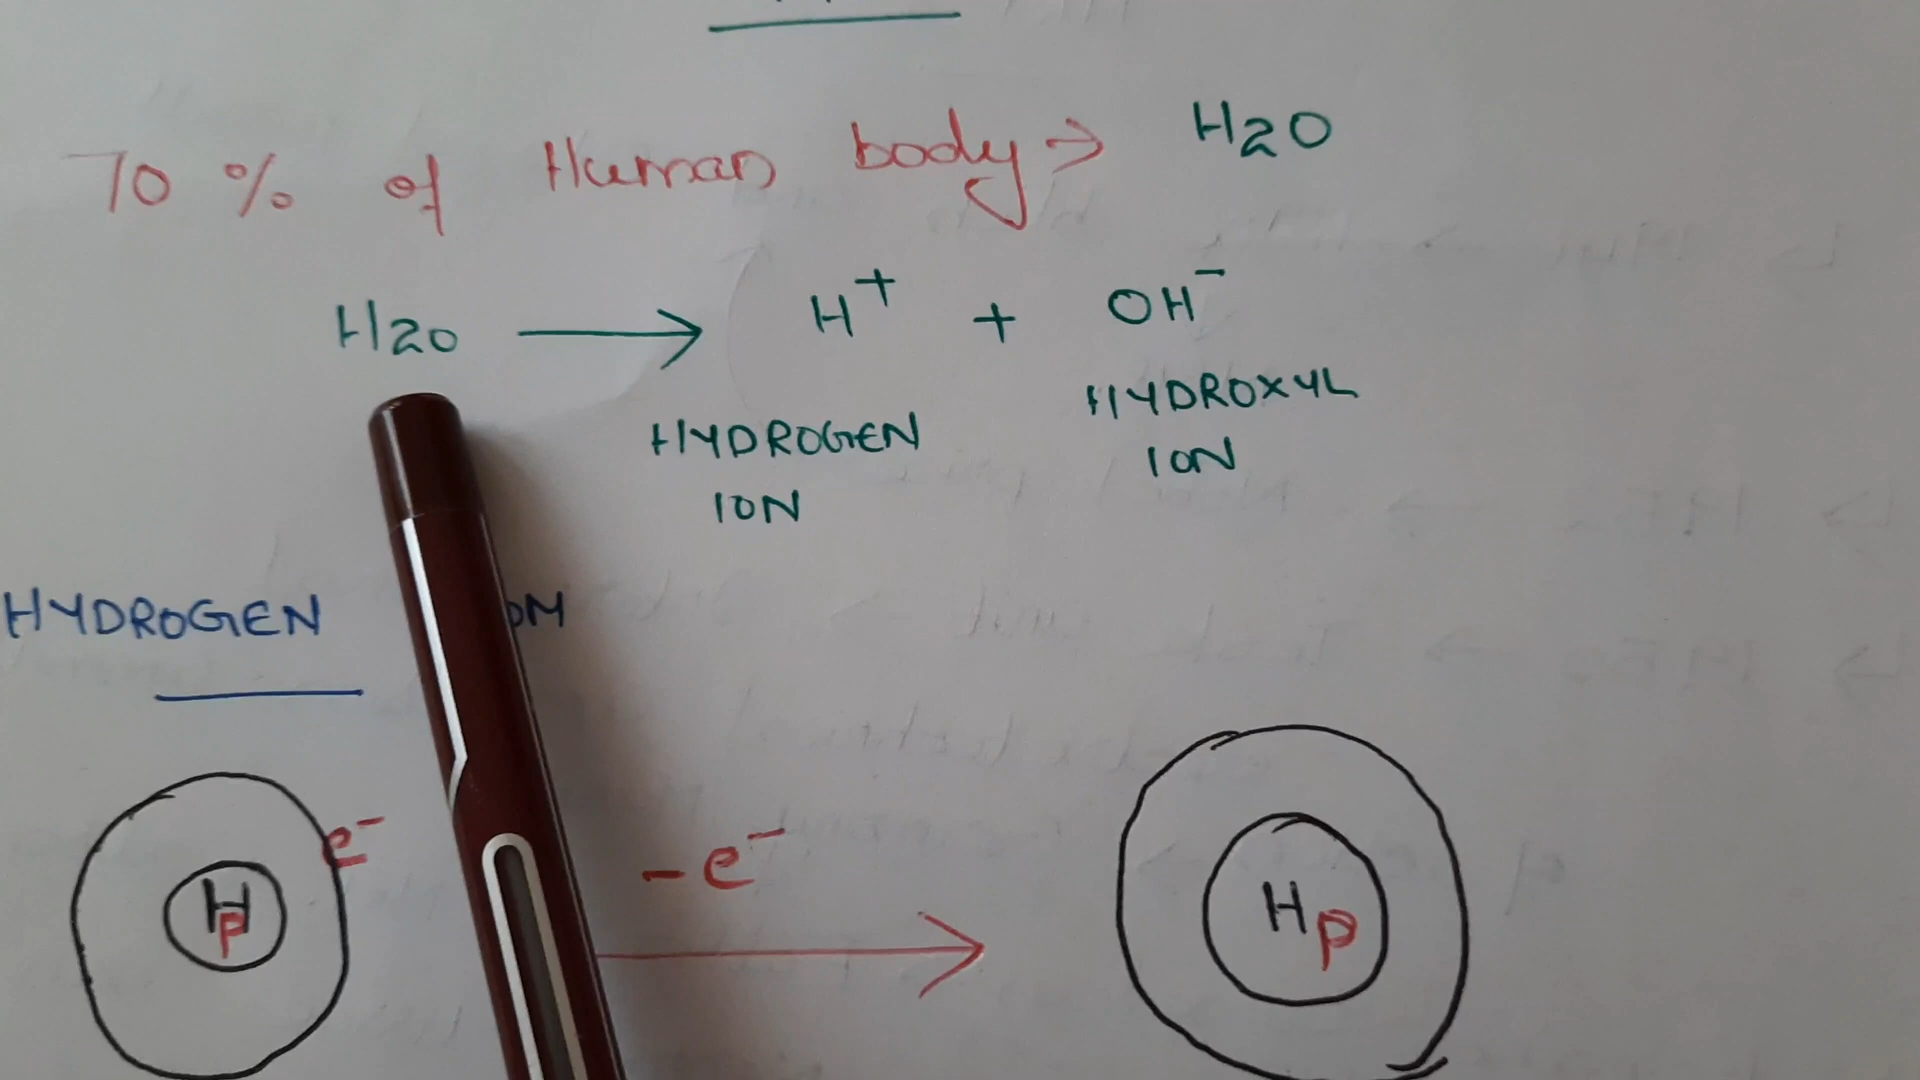 70 % of Human body → H2O
H2O → H+ + OH-
HYDROGEN ION
HYDROXYL ION
HYDROGEN
e-
H
P
- e-
H P